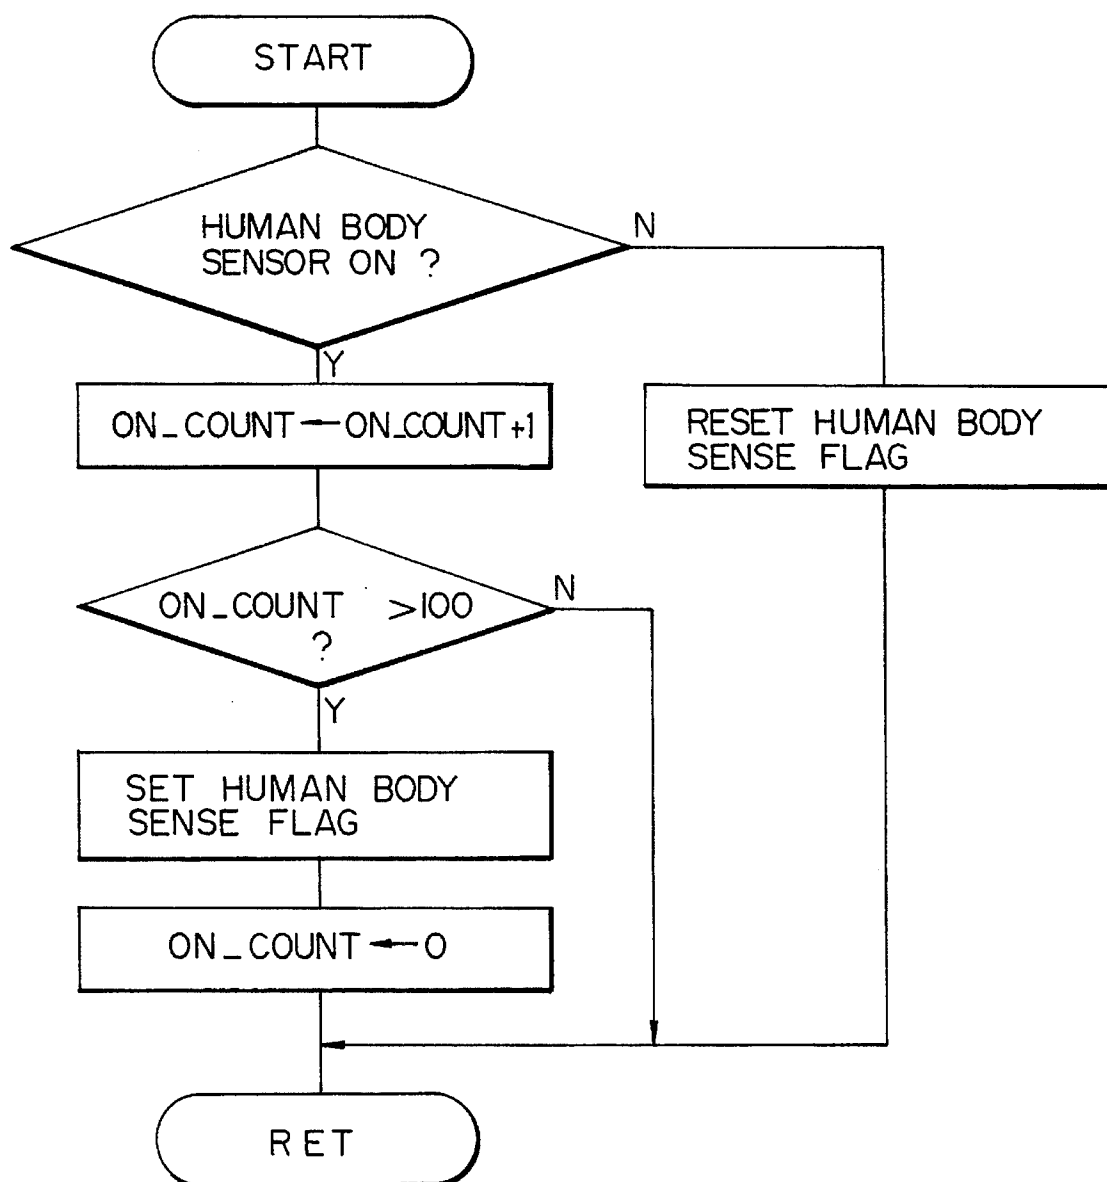 START
HUMAN BODY
SENSOR ON ?
N
Y
ON_COUNT←ON_COUNT+1
RESET HUMAN BODY
SENSE FLAG
ON_COUNT >100
?
N
Y
SET HUMAN BODY
SENSE FLAG
ON_COUNT←0
RET